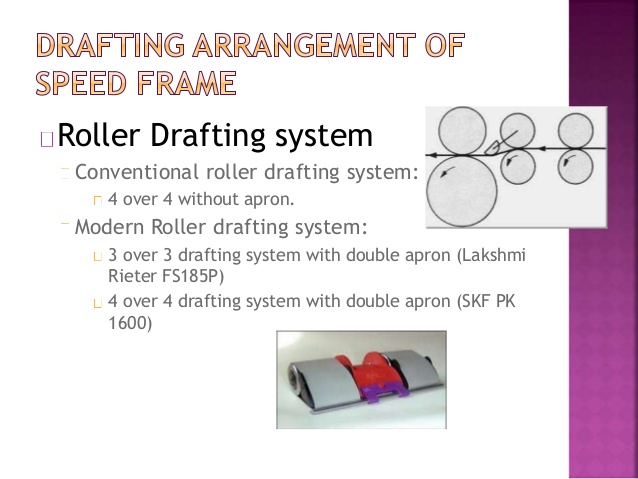 DRAFTING ARRANGEMENT OF
SPEED FRAME
Roller Drafting system
Conventional roller drafting system:
4 over 4 without apron.
Modern Roller drafting system:
3 over 3 drafting system with double apron (Lakshmi
Rieter FS185P)
4 over 4 drafting system with double apron (SKF PK
1600)